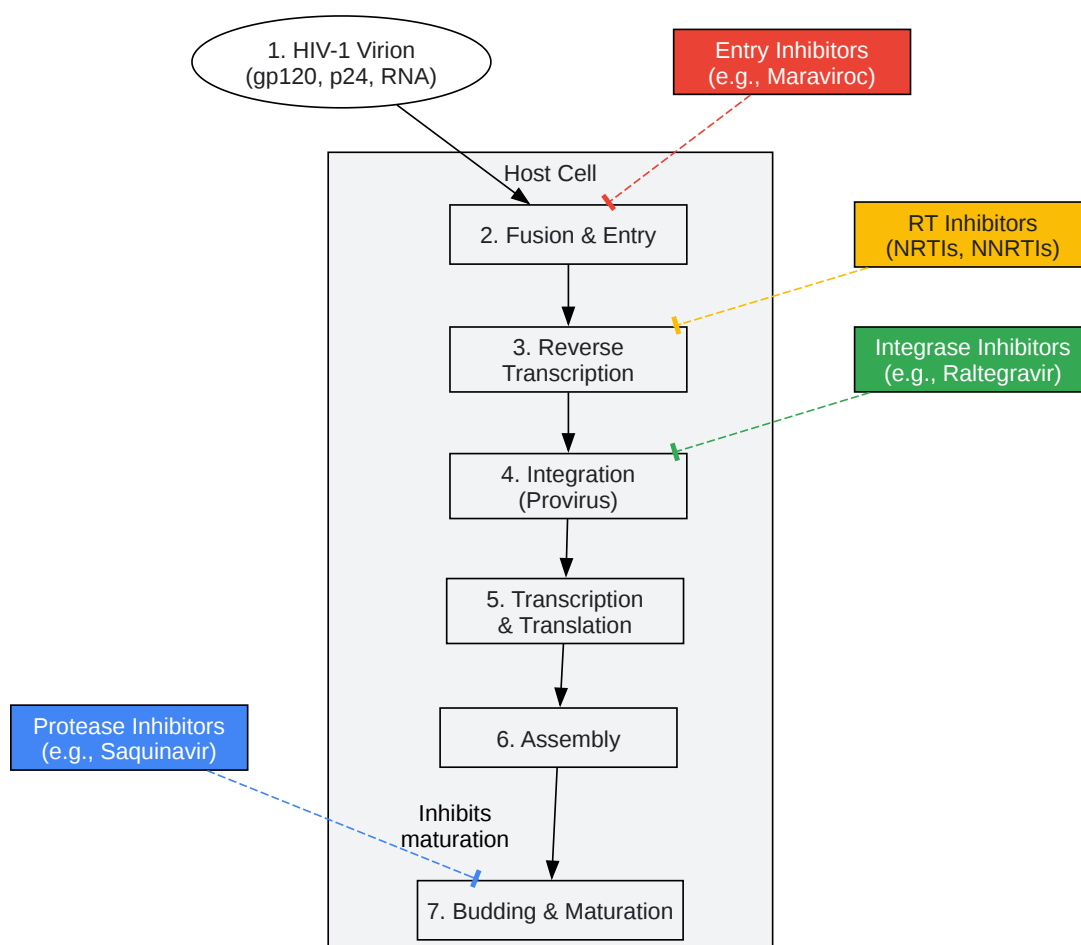 1. HIV-1 Virion
(gp120, p24, RNA)
Entry Inhibitors
(e.g., Maraviroc)
Host Cell
2. Fusion & Entry
RT Inhibitors
(NRTIs, NNRTIs)
3. Reverse
Transcription
Integrase Inhibitors
(e.g., Raltegravir)
4. Integration
(Provirus)
5. Transcription
& Translation
Protease Inhibitors
(e.g., Saquinavir)
6. Assembly
Inhibits
maturation
7. Budding & Maturation